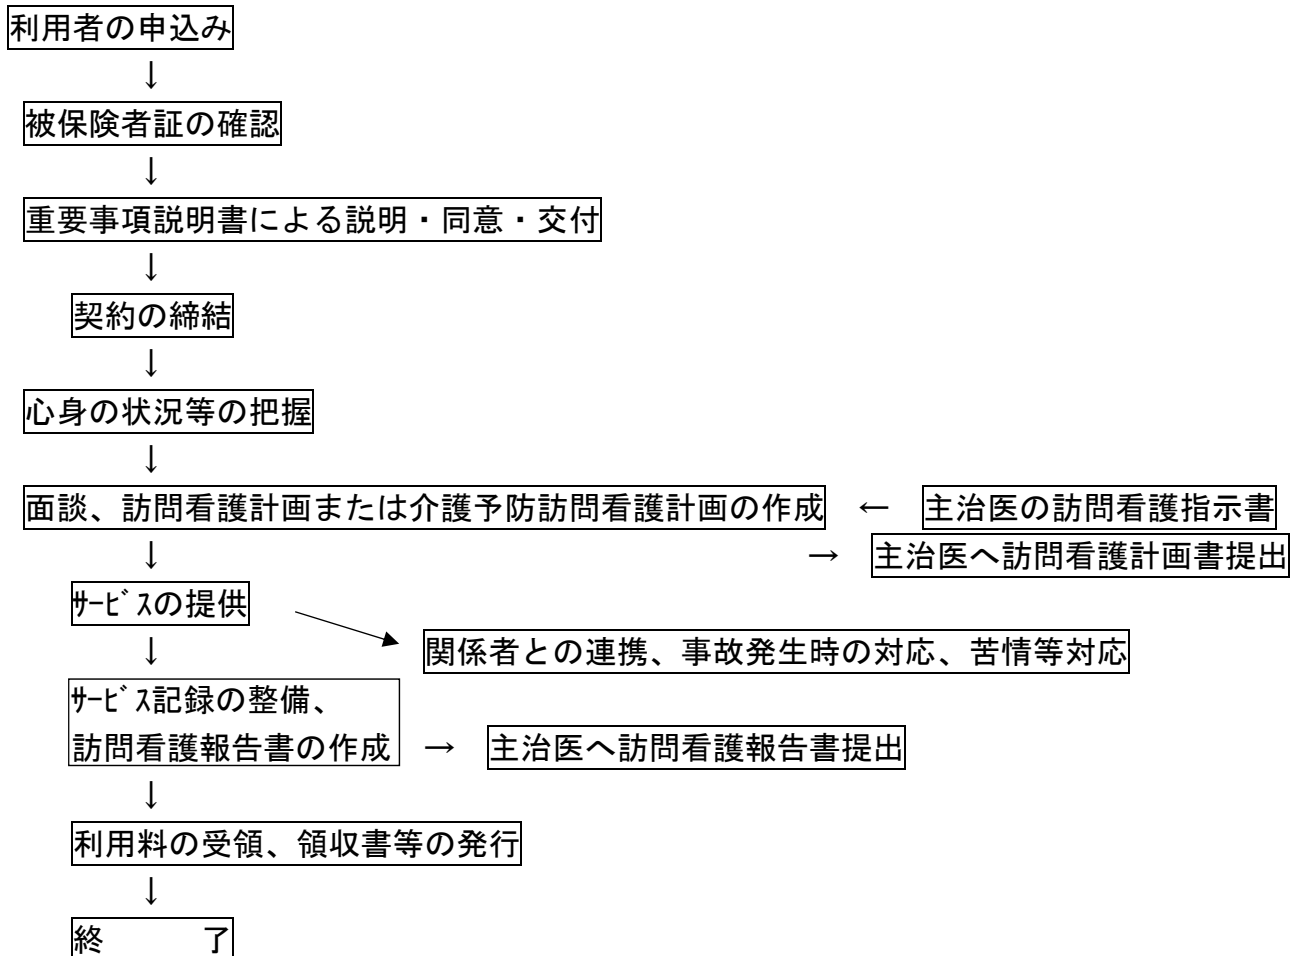 利用者の申込み
↓
被保険者証の確認
↓
重要事項説明書による説明・同意・交付
↓
契約の締結
↓
心身の状況等の把握
↓
面談、訪問看護計画または介護予防訪問看護計画の作成 ← 主治医の訪問看護指示書
↓ → 主治医へ訪問看護計画書提出
ｻｰﾋﾞｽの提供
↓ 関係者との連携、事故発生時の対応、苦情等対応
ｻｰﾋﾞｽ記録の整備、
訪問看護報告書の作成 → 主治医へ訪問看護報告書提出
↓
利用料の受領、領収書等の発行
↓
終　　　了